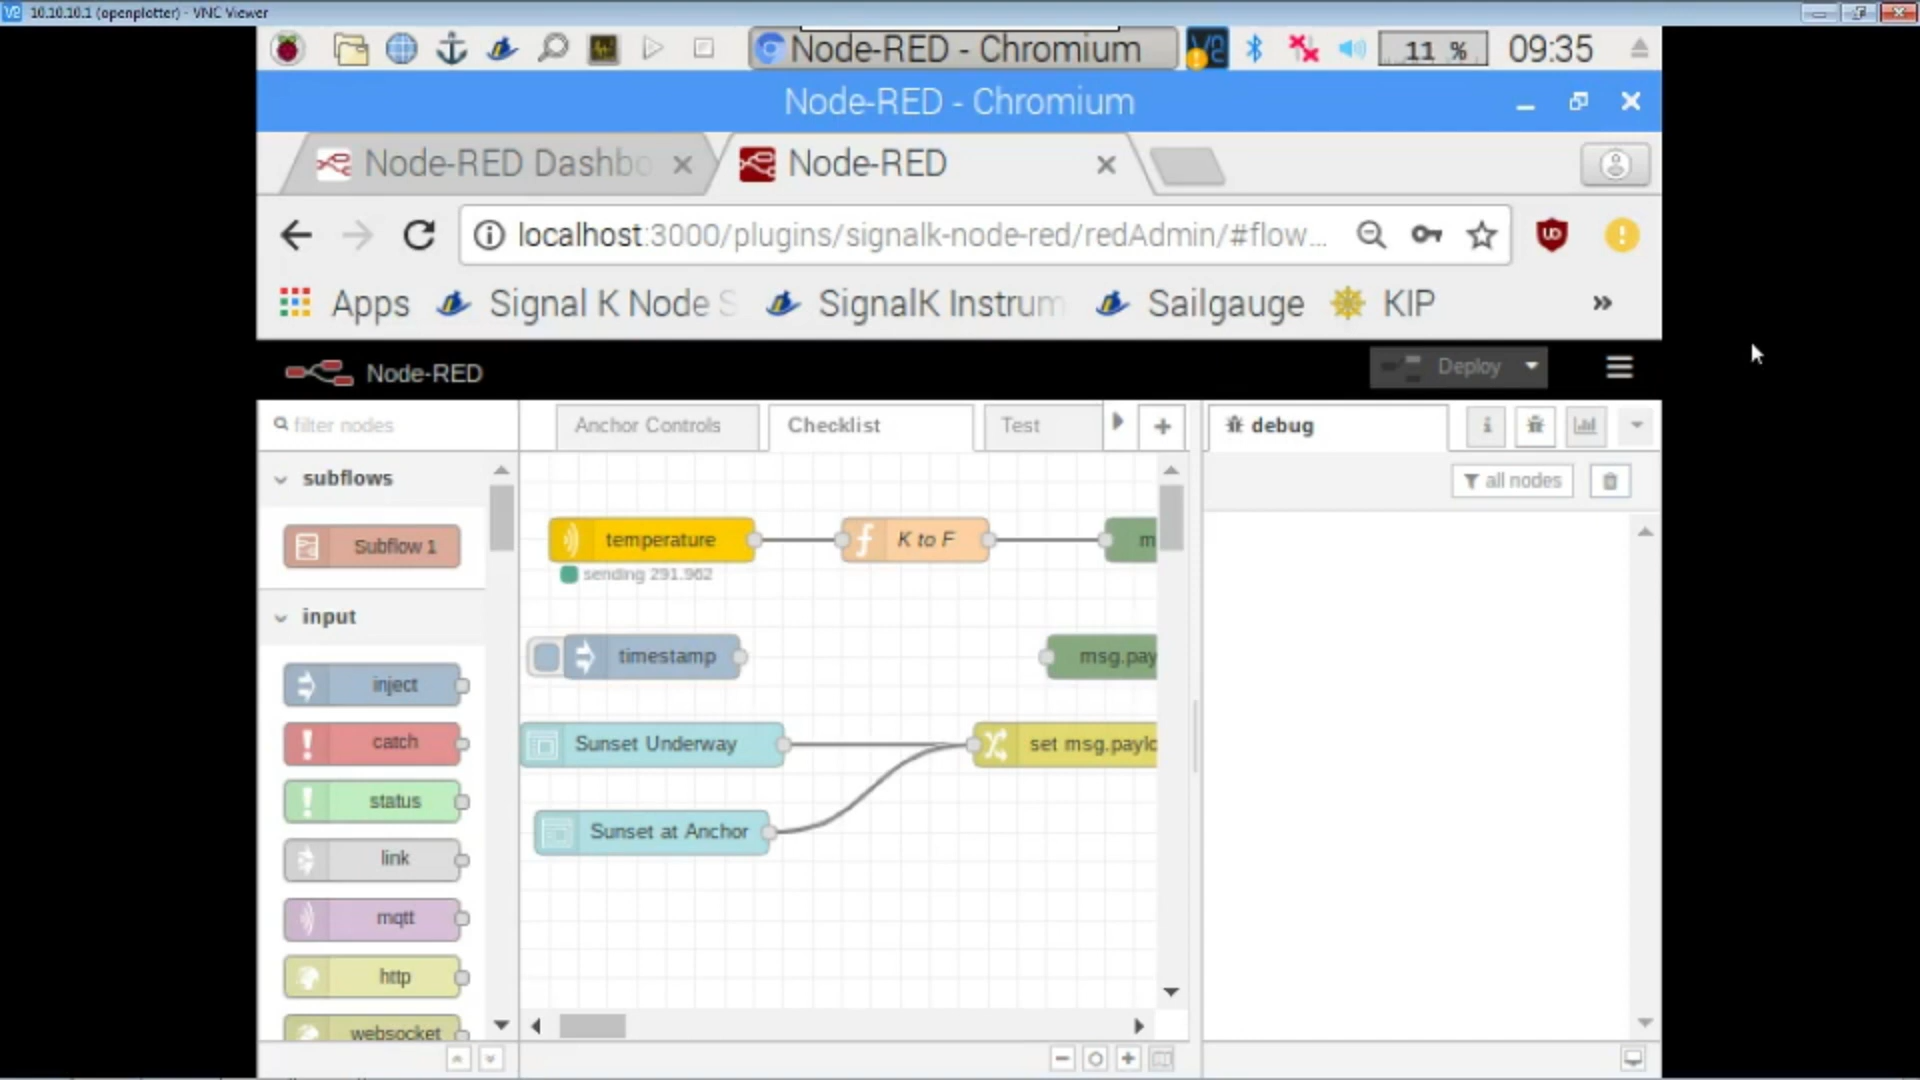 10.10.10.1 (openplotter) - VNC Viewer
Node-RED - Chromium
11 %
09:35
Node-RED - Chromium
Node-RED Dashbo
Node-RED
localhost:3000/plugins/signalk-node-red/redAdmin/#flow...
Apps
Signal K Node S
SignalK Instrum
Sailgauge
KIP
»
Node-RED
Deploy
filter nodes
Anchor Controls
Checklist
Test
debug
all nodes
subflows
Subflow 1
input
inject
catch
status
link
mqtt
http
websocket
temperature
K to F
m
sending 291.962
timestamp
msg.pay
Sunset Underway
set msg.paylo
Sunset at Anchor